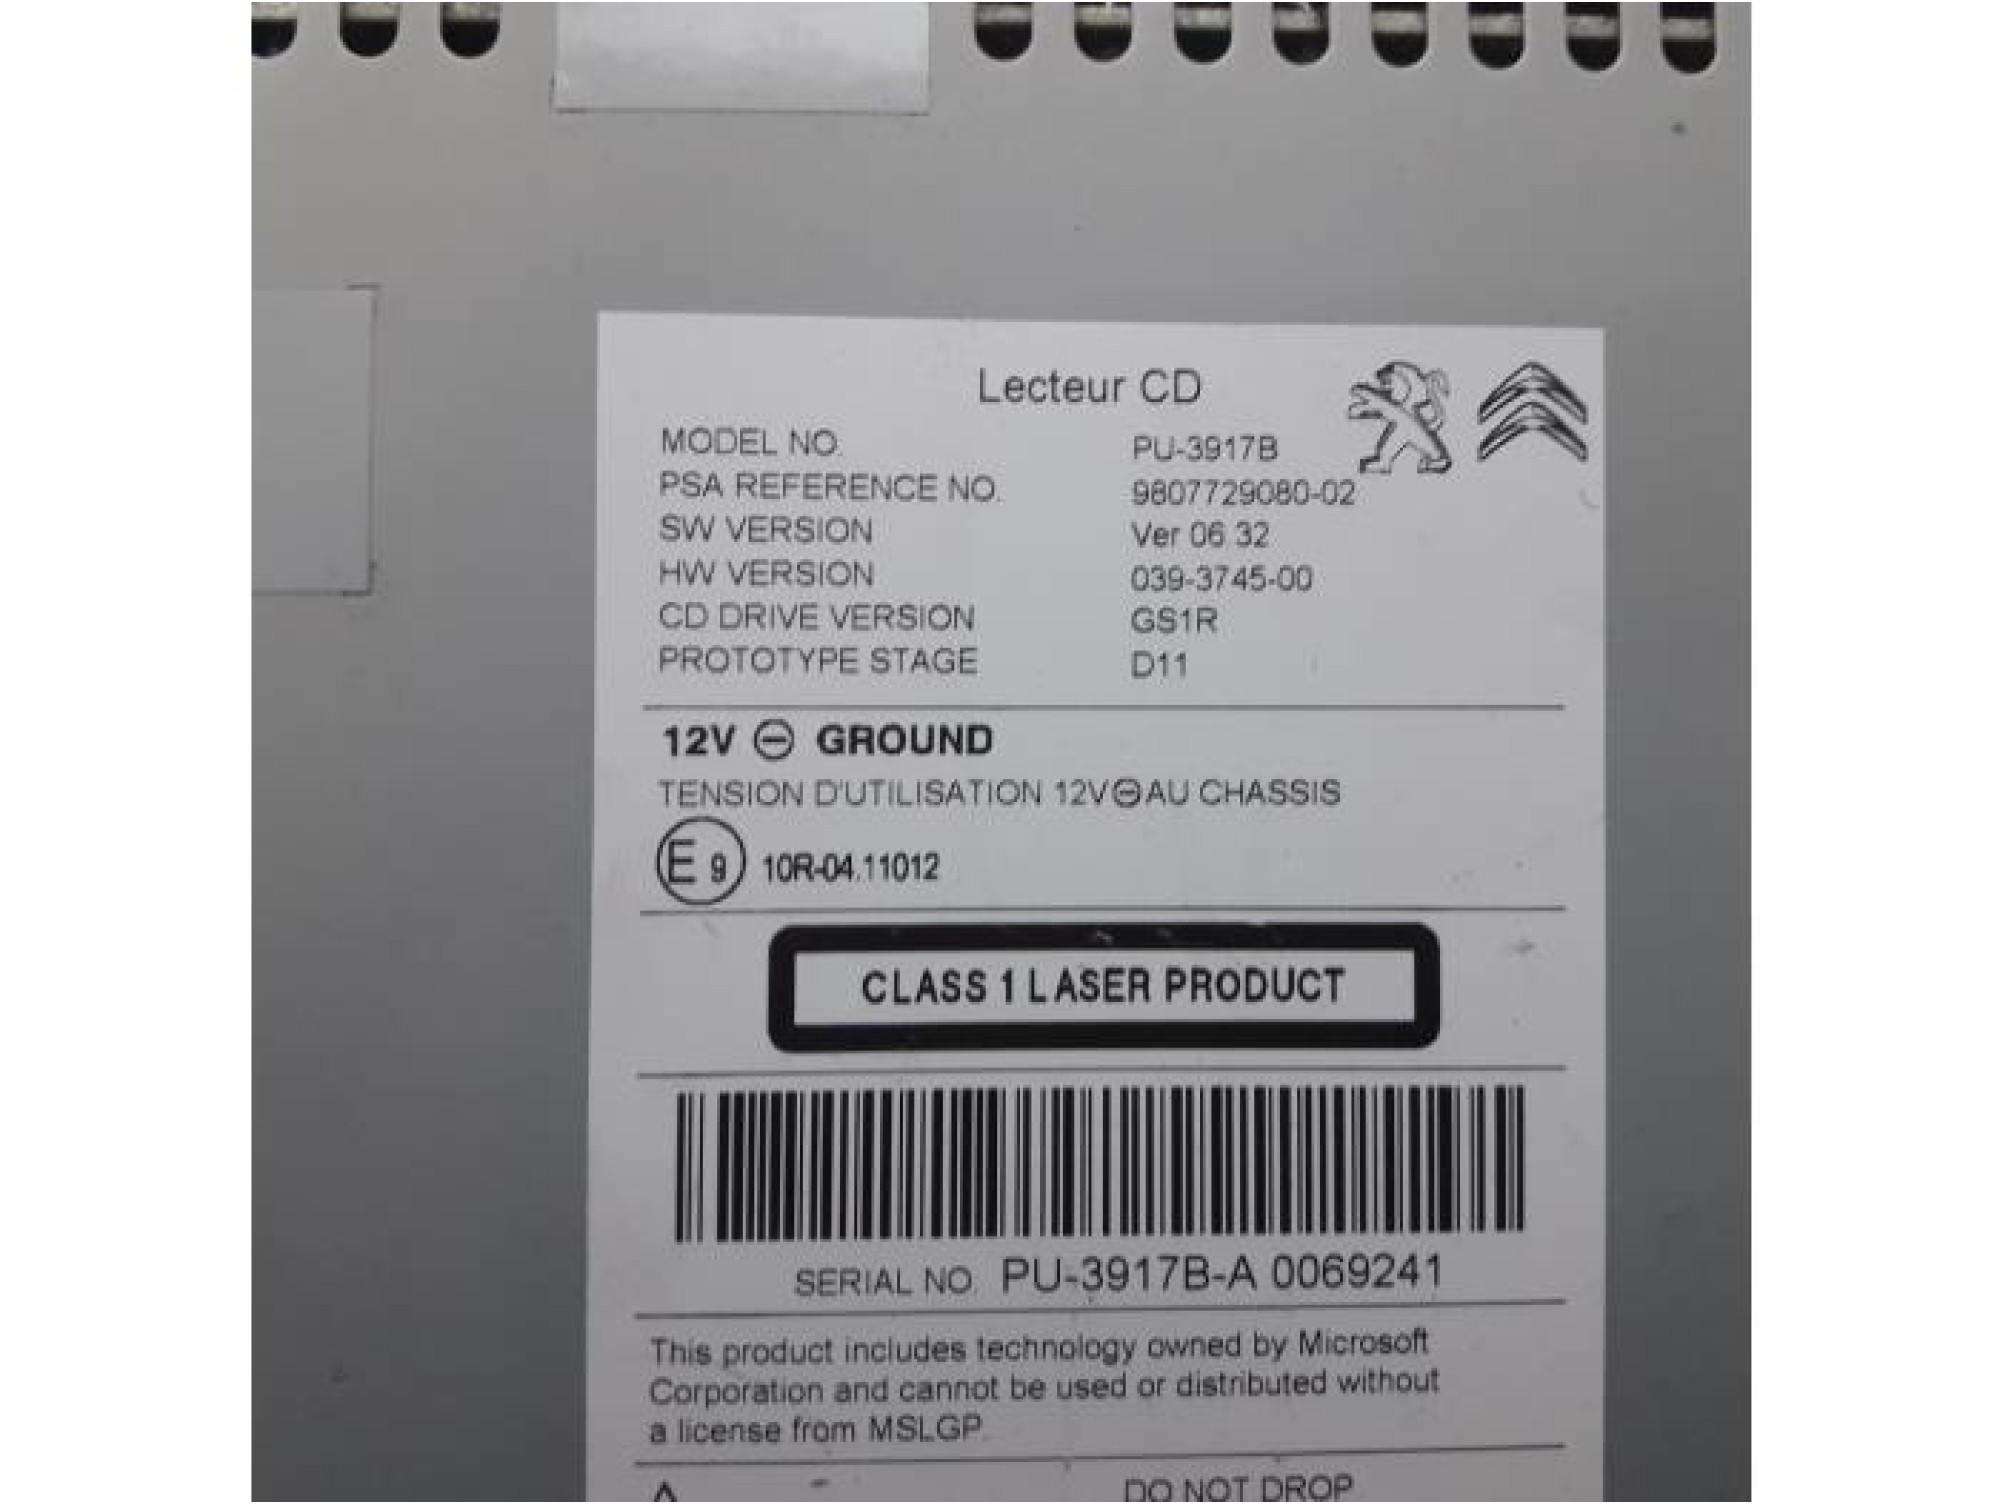 Lecteur CD
MODEL NO. PU-3917B
PSA REFERENCE NO. 9807729080-02
SW VERSION Ver 06.32
HW VERSION 039-3745-00
CD DRIVE VERSION GS1R
PROTOTYPE STAGE D11
12V ⊖ GROUND
TENSION D'UTILISATION 12V⊖AU CHASSIS
E 9 10R-04.11012
CLASS 1 LASER PRODUCT
SERIAL NO. PU-3917B-A 0069241
This product includes technology owned by Microsoft
Corporation and cannot be used or distributed without
a license from MSLGP.
DO NOT DROP